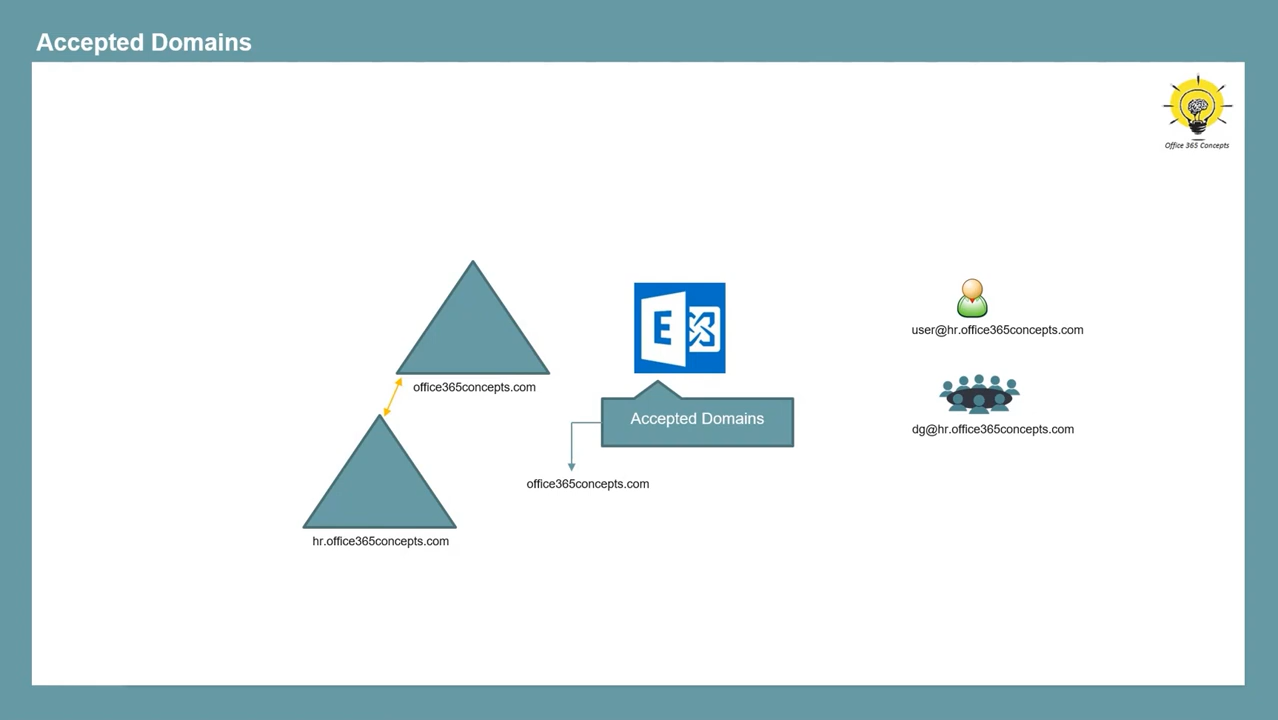 Accepted Domains
Office 365 Concepts
E
user@hr.office365concepts.com
office365concepts.com
Accepted Domains
dg@hr.office365concepts.com
office365concepts.com
hr.office365concepts.com